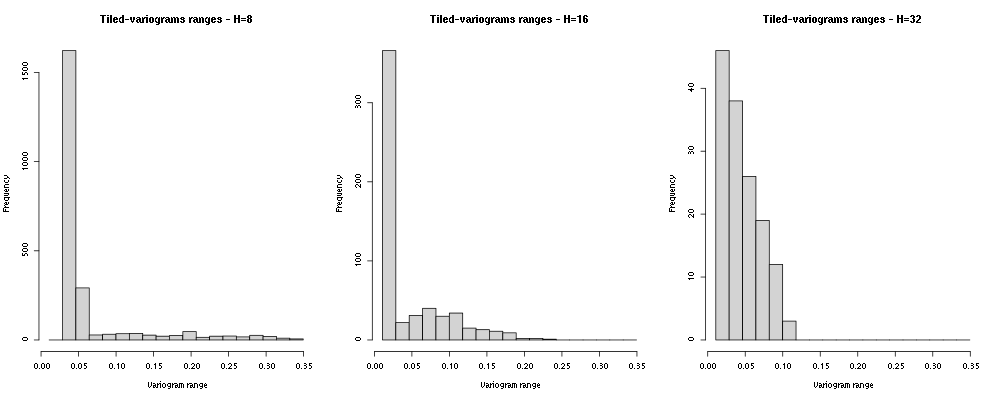 Tiled-variograms ranges - H=8
Frequency
0
500
1000
1500
0.00 0.05 0.10 0.15 0.20 0.25 0.30 0.35
Variogram range
Tiled-variograms ranges - H=16
Frequency
0
100
200
300
0.00 0.05 0.10 0.15 0.20 0.25 0.30 0.35
Variogram range
Tiled-variograms ranges - H=32
Frequency
0
10
20
30
40
0.00 0.05 0.10 0.15 0.20 0.25 0.30 0.35
Variogram range